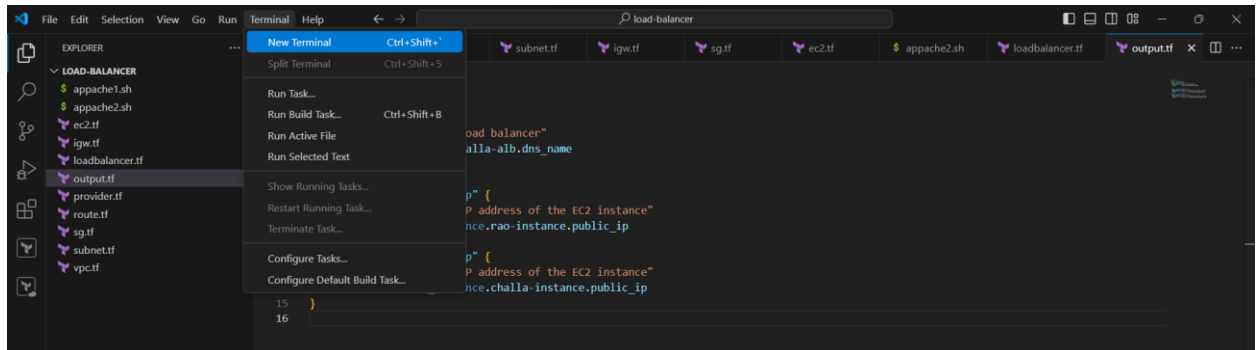 File Edit Selection View Go Run Terminal Help load-balancer
EXPLORER
subnet.tf igw.tf sg.tf ec2.tf $ appache2.sh loadbalancer.tf output.tf
LOAD-BALANCER
$ appache1.sh
$ appache2.sh
ec2.tf
igw.tf
loadbalancer.tf
output.tf
provider.tf
route.tf
sg.tf
subnet.tf
vpc.tf
New Terminal Ctrl+Shift+`
Split Terminal Ctrl+Shift+5
Run Task...
Run Build Task... Ctrl+Shift+B
Run Active File
Run Selected Text
Show Running Tasks...
Restart Running Task...
Terminate Task...
Configure Tasks...
Configure Default Build Task...
oad balancer"
alla-alb.dns_name
p" {
P address of the EC2 instance"
nce.rao-instance.public_ip
p" {
P address of the EC2 instance"
nce.challa-instance.public_ip
15 }
16